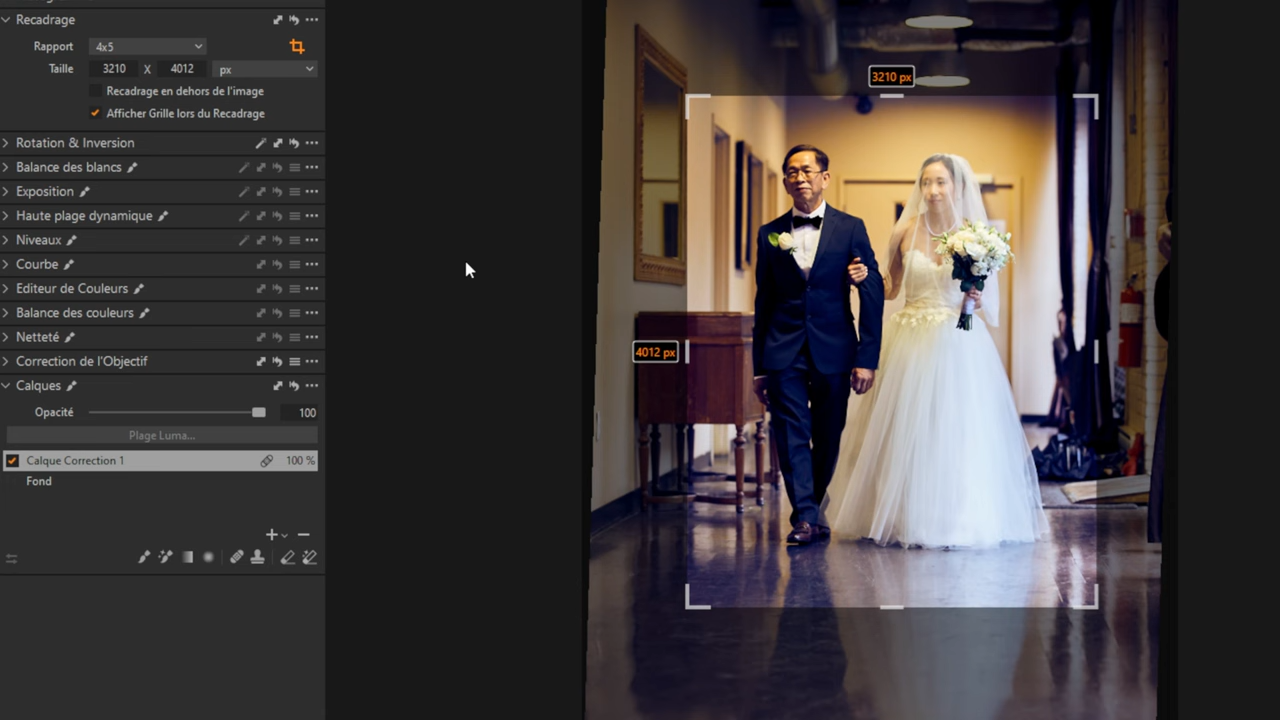 Recadrage
Rapport 4x5
Taille 3210 X 4012 px
Recadrage en dehors de l'image
Afficher Grille lors du Recadrage
Rotation & Inversion
Balance des blancs
Exposition
Haute plage dynamique
Niveaux
Courbe
Editeur de Couleurs
Balance des couleurs
Netteté
Correction de l'Objectif
Calques
Opacité 100
Plage Luma...
Calque Correction 1 100 %
Fond
3210 px
4012 px